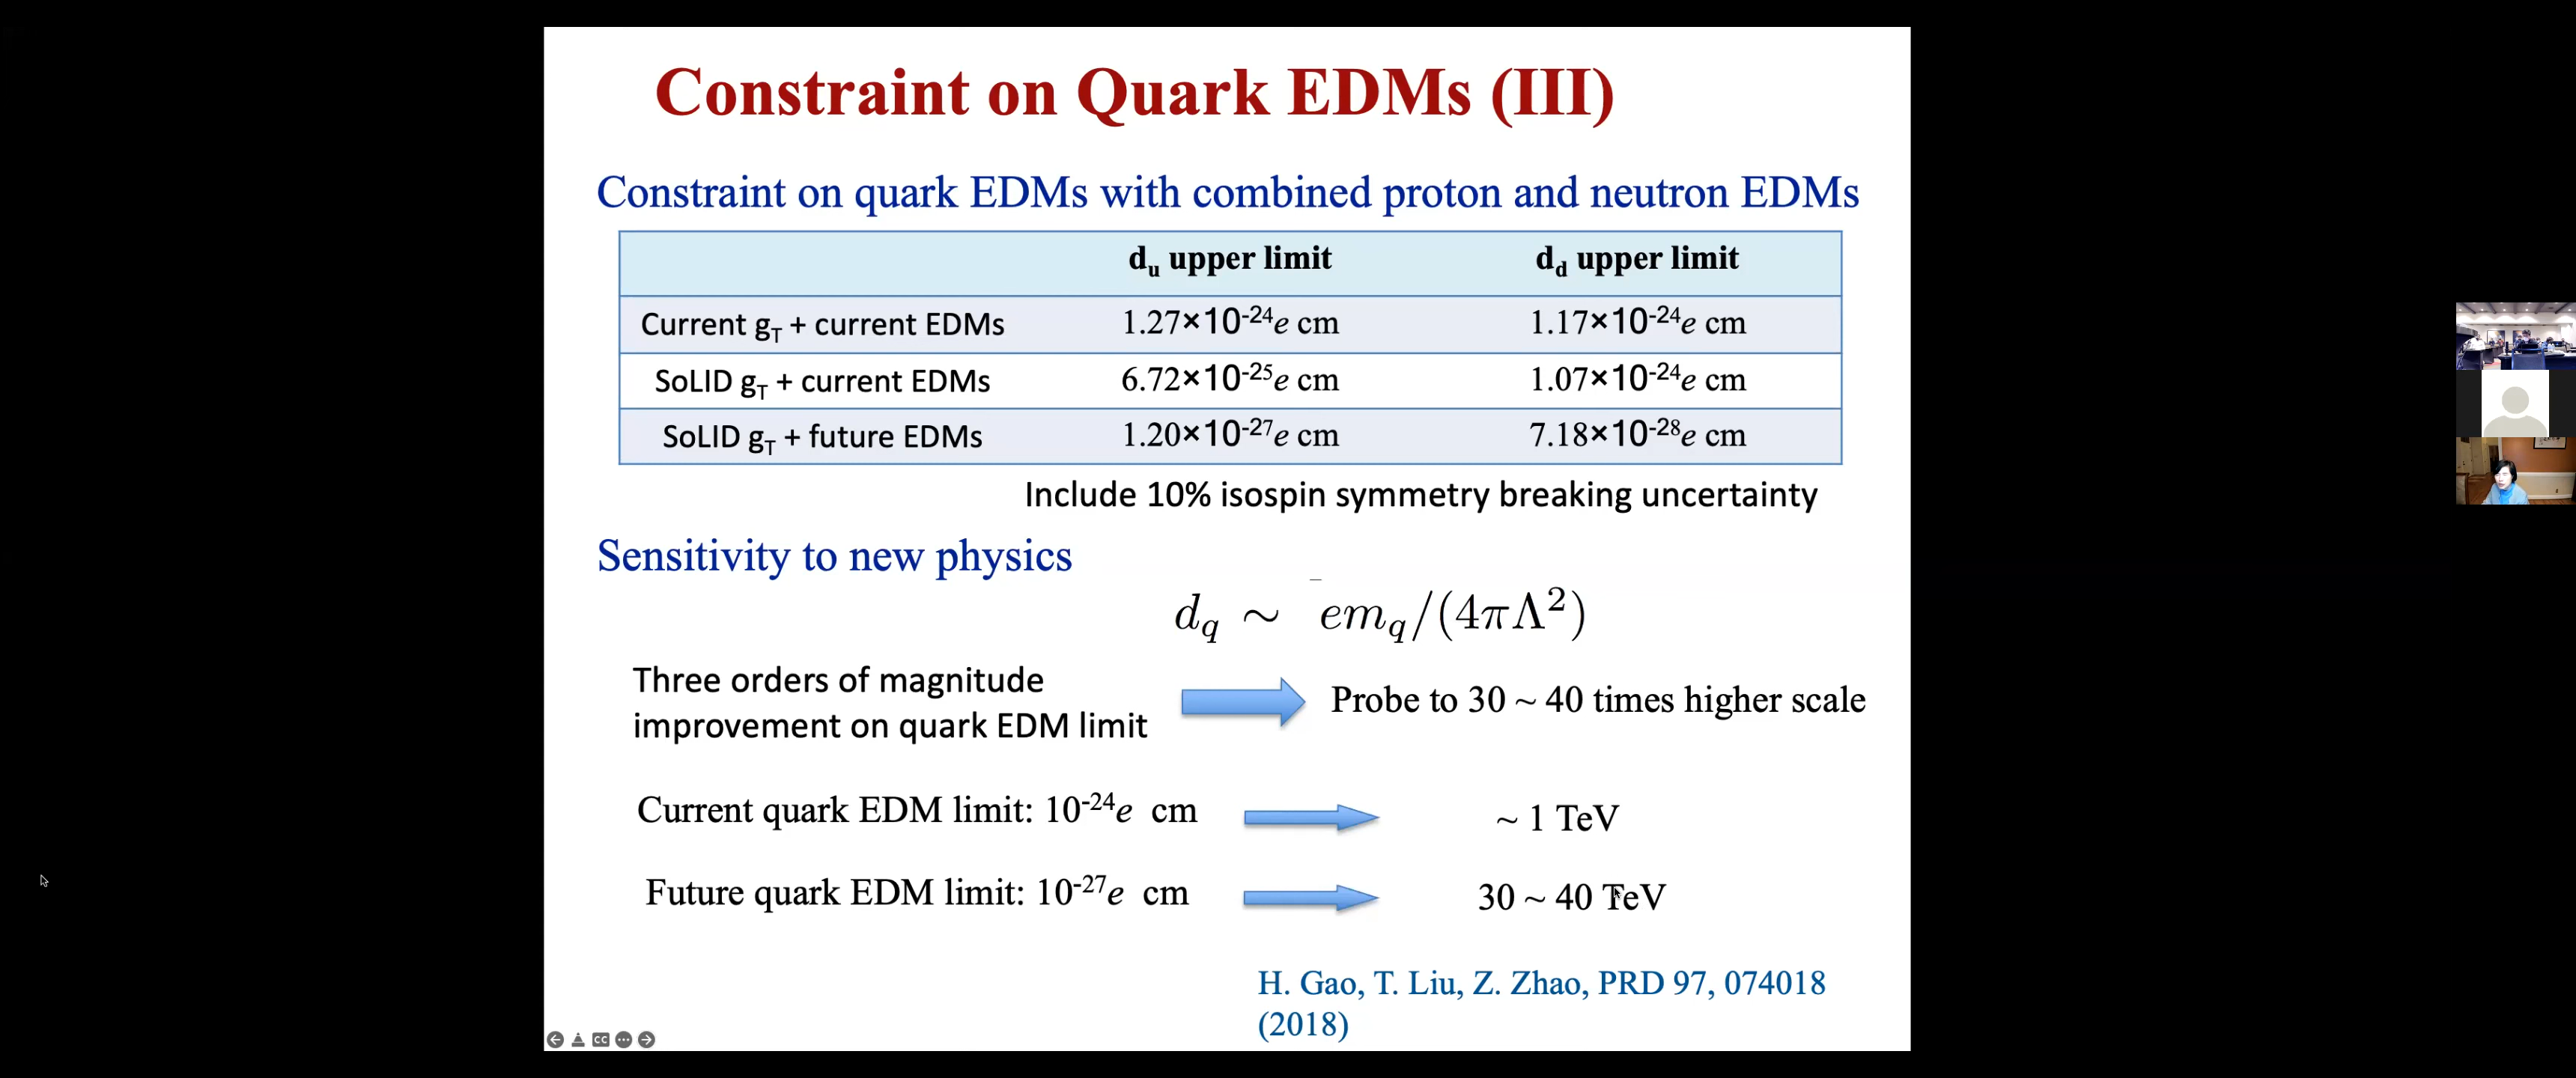 Constraint on Quark EDMs (III)
Constraint on quark EDMs with combined proton and neutron EDMs
d_u upper limit d_d upper limit
Current g_T + current EDMs 1.27×10^-24 e cm 1.17×10^-24 e cm
SoLID g_T + current EDMs 6.72×10^-25 e cm 1.07×10^-24 e cm
SoLID g_T + future EDMs 1.20×10^-27 e cm 7.18×10^-28 e cm
Include 10% isospin symmetry breaking uncertainty
Sensitivity to new physics
d_q ∼ em_q/(4πΛ^2)
Three orders of magnitude
improvement on quark EDM limit
Probe to 30 ~ 40 times higher scale
Current quark EDM limit: 10^-24 e cm ~ 1 TeV
Future quark EDM limit: 10^-27 e cm 30 ~ 40 TeV
H. Gao, T. Liu, Z. Zhao, PRD 97, 074018
(2018)
CC